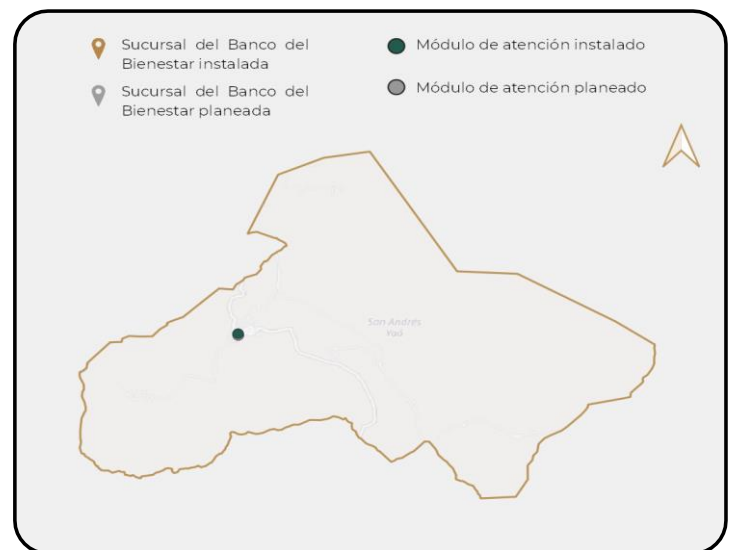 Sucursal del Banco del
Bienestar instalada
Sucursal del Banco del
Bienestar planeada
Módulo de atención instalado
Módulo de atención planeado
San Andrés
Yaá